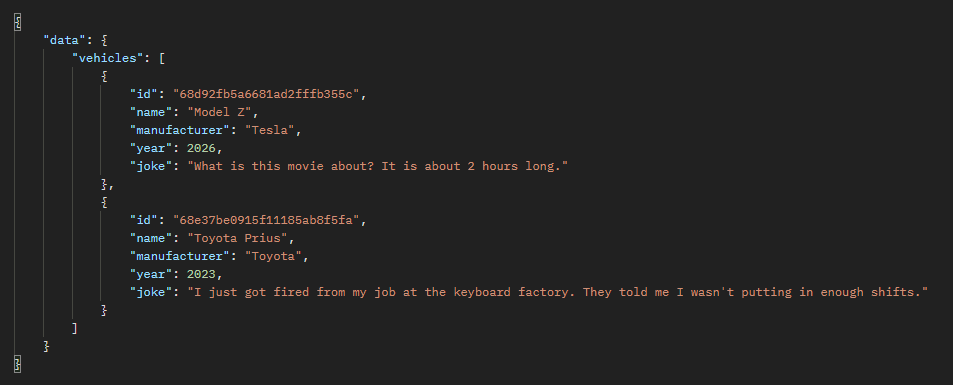 {
    "data": {
        "vehicles": [
            {
                "id": "68d92fb5a6681ad2fffb355c",
                "name": "Model Z",
                "manufacturer": "Tesla",
                "year": 2026,
                "joke": "What is this movie about? It is about 2 hours long."
            },
            {
                "id": "68e37be0915f11185ab8f5fa",
                "name": "Toyota Prius",
                "manufacturer": "Toyota",
                "year": 2023,
                "joke": "I just got fired from my job at the keyboard factory. They told me I wasn't putting in enough shifts."
            }
        ]
    }
}